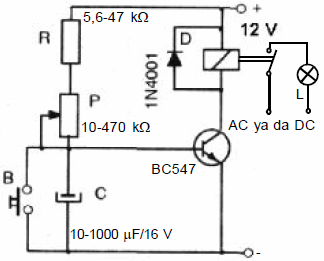 5,6-47 kΩ
+
R
D
12 V
1N4001
P
10-470 kΩ
L
AC ya da DC
B
BC547
C
10-1000 µF/16 V
-